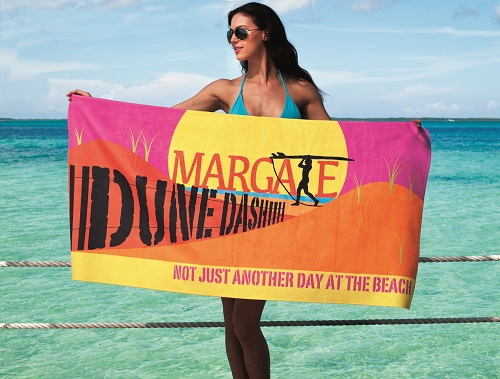 MARGATE
DUNE DASH!!!!
NOT JUST ANOTHER DAY AT THE BEACH